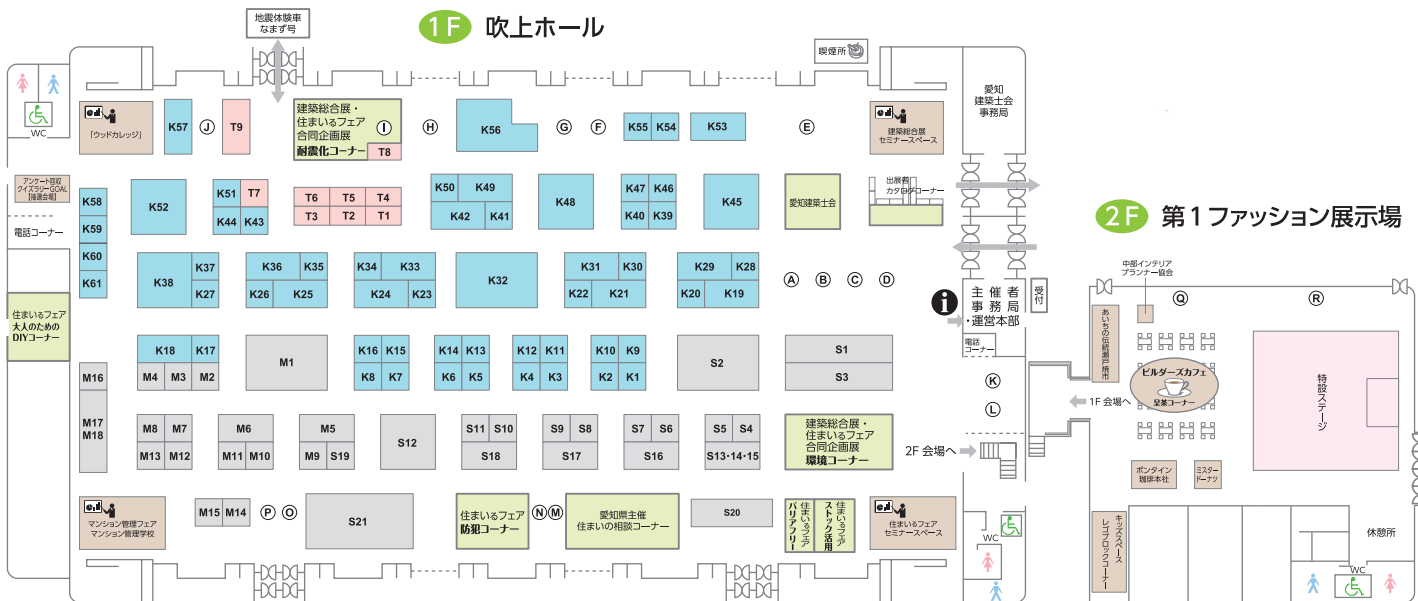 地震体験車
なまず号
1F 吹上ホール
喫煙所
愛知
建築士会
事務局
WC
「ウッドカレッジ」
K57
J
T9
建築総合展・
住まいるフェア
合同企画展
耐震化コーナー
I
T8
H
K56
G
F
K55 K54
K53
E
建築総合展
セミナースペース
アンケート回収
クイズラリーGOAL
【抽選会場】
電話コーナー
K58
K59
K60
K61
K52
K51 T7
K44 K43
T6 T5 T4
T3 T2 T1
K50 K49
K42 K41
K48
K47 K46
K40 K39
K45
愛知建築士会
出展者
カタログコーナー
2F 第1ファッション展示場
K38
K37
K27
K36 K35
K26 K25
K34 K33
K24 K23
K32
K31 K30
K22 K21
K29 K28
K20 K19
A B C D
主催者
事務局
・運営本部
受付
電話
コーナー
住まいるフェア
大人のための
DIYコーナー
K18 K17
M4 M3 M2
M1
K16 K15
K8 K7
K14 K13
K6 K5
K12 K11
K4 K3
K10 K9
K2 K1
S2
S1
S3
K
L
M16
M17
M18
M8 M7
M13 M12
M6
M11 M10
M5
M9 S19
S12
S11 S10
S18
S9 S8
S17
S7 S6
S16
S5 S4
S13・14・15
建築総合展・
住まいるフェア
合同企画展
環境コーナー
2F 会場へ
マンション管理フェア
マンション管理学校
M15 M14
P O
S21
住まいるフェア
防犯コーナー
N M
愛知県主催
住まいの相談コーナー
S20
住まいるフェア
バリアフリー
住まいるフェア
ストック活用
住まいるフェア
セミナースペース
WC
中部インテリア
プランナー協会
Q
R
あいちの伝統瀬戸焼市
ビルダーズカフェ
呈茶コーナー
1F 会場へ
特設ステージ
ボンタイン
珈琲本社
ミスター
ドーナツ
キッズスペース
レゴブロックコーナー
休憩所
WC